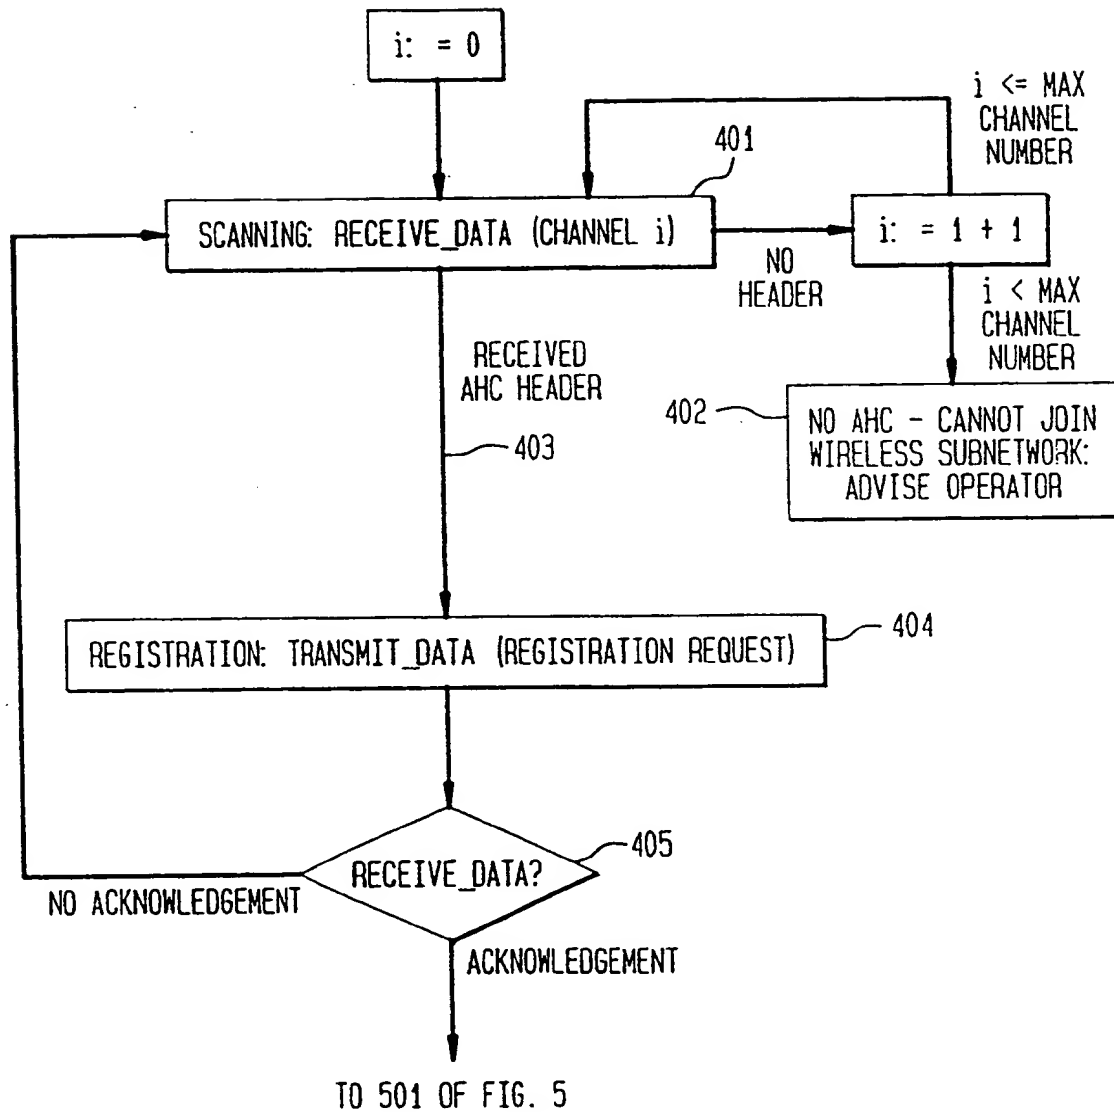 i: = 0
i <= MAX
CHANNEL
NUMBER
401
SCANNING: RECEIVE_DATA (CHANNEL i)
i: = 1 + 1
NO
HEADER
i < MAX
CHANNEL
NUMBER
RECEIVED
AHC HEADER
403
402
NO AHC - CANNOT JOIN
WIRELESS SUBNETWORK:
ADVISE OPERATOR
404
REGISTRATION: TRANSMIT_DATA (REGISTRATION REQUEST)
405
RECEIVE_DATA?
NO ACKNOWLEDGEMENT
ACKNOWLEDGEMENT
TO 501 OF FIG. 5